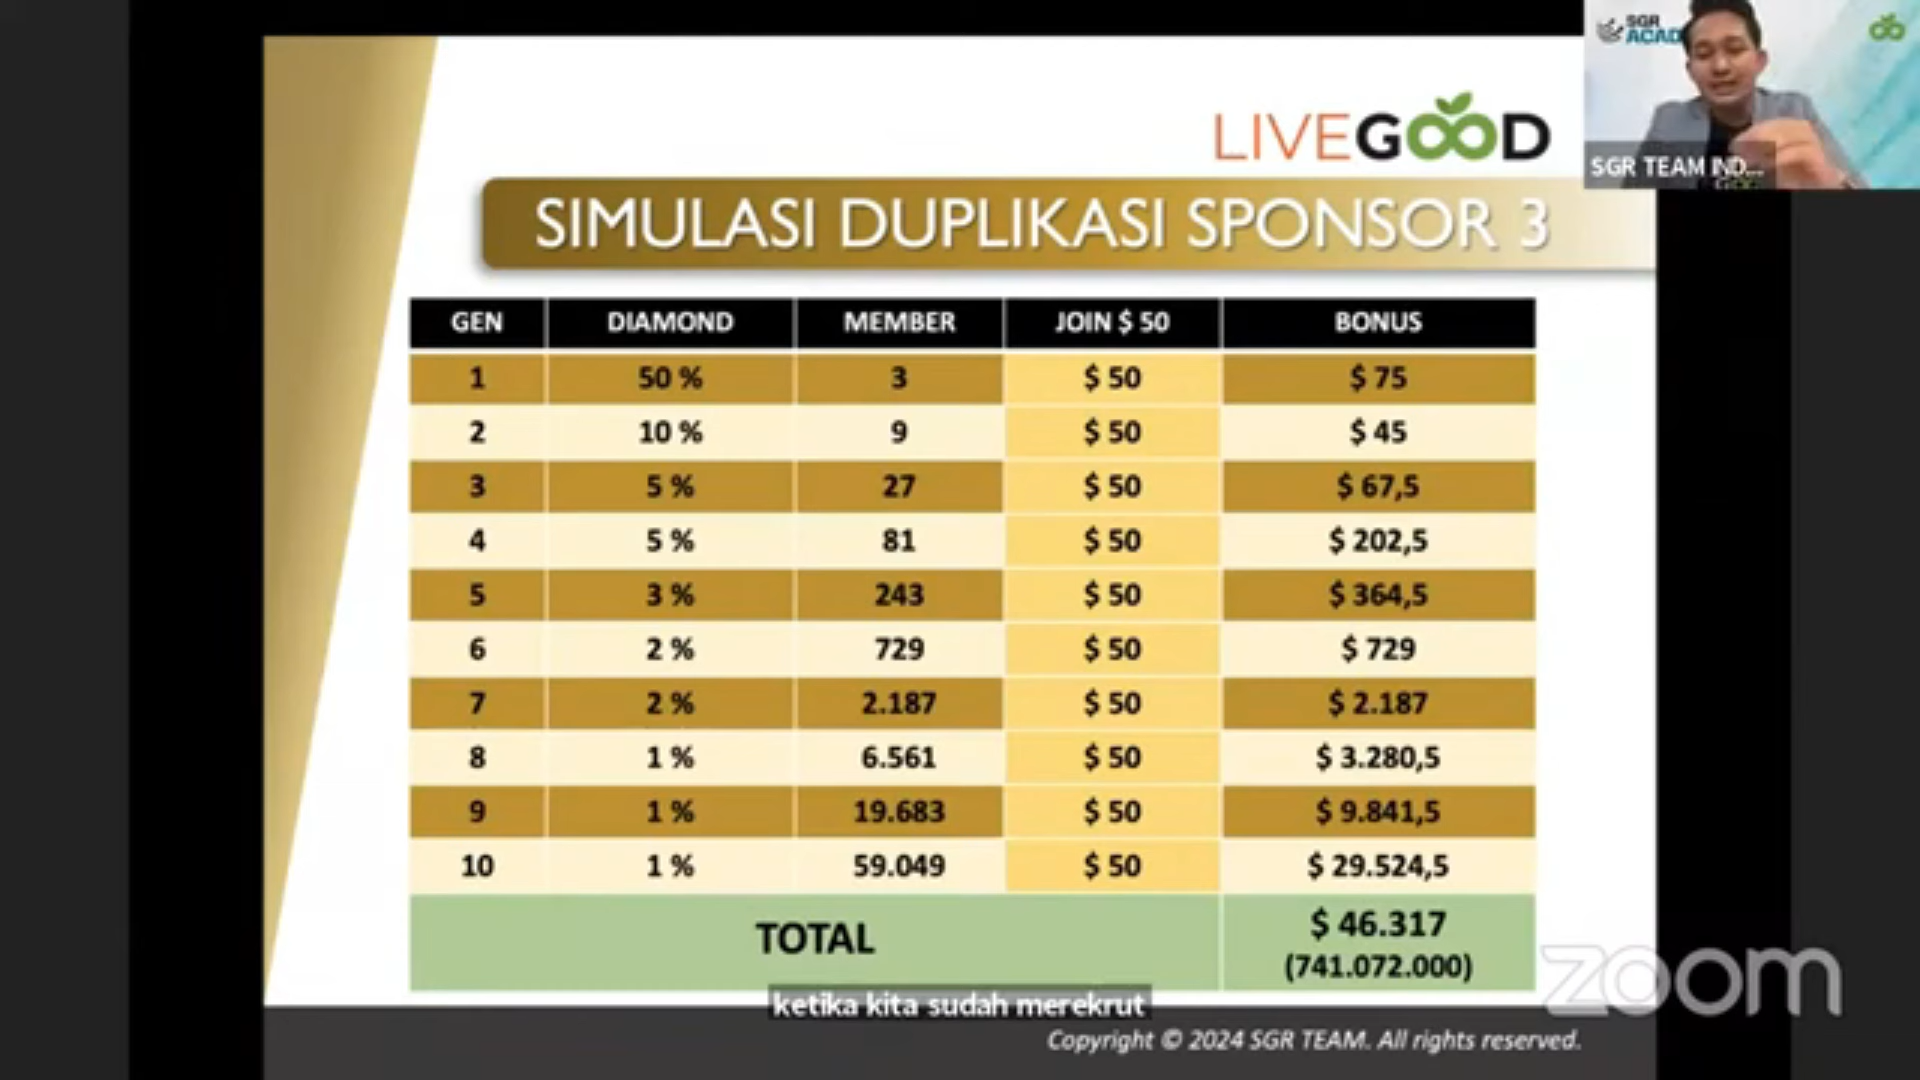 SGR
ACAD
LIVEGOOD
SGR TEAM IND...
SIMULASI DUPLIKASI SPONSOR 3
GEN DIAMOND MEMBER JOIN $ 50 BONUS
1 50 % 3 $ 50 $ 75
2 10 % 9 $ 50 $ 45
3 5 % 27 $ 50 $ 67,5
4 5 % 81 $ 50 $ 202,5
5 3 % 243 $ 50 $ 364,5
6 2 % 729 $ 50 $ 729
7 2 % 2.187 $ 50 $ 2.187
8 1 % 6.561 $ 50 $ 3.280,5
9 1 % 19.683 $ 50 $ 9.841,5
10 1 % 59.049 $ 50 $ 29.524,5
TOTAL $ 46.317
(741.072.000)
zoom
ketika kita sudah merekrut
Copyright © 2024 SGR TEAM. All rights reserved.